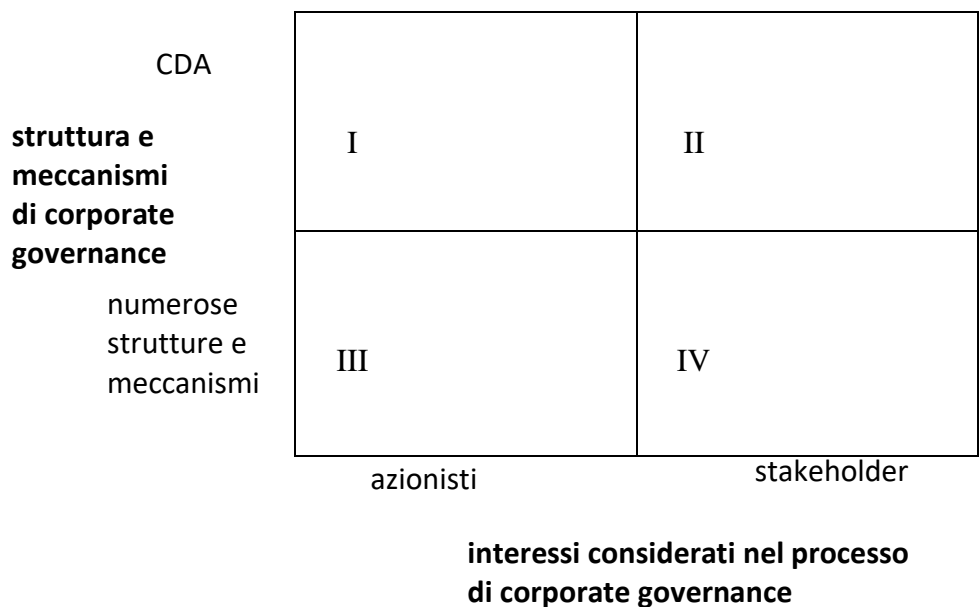 CDA
struttura e
meccanismi
di corporate
governance
I
II
numerose
strutture e
meccanismi
III
IV
azionisti
stakeholder
interessi considerati nel processo
di corporate governance